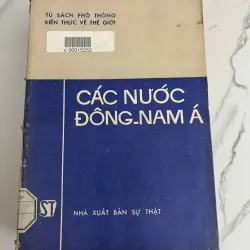 TỦ SÁCH PHỔ THÔNG
KIẾN THỨC VỀ THẾ GIỚI
V 00015252
CÁC NƯỚC
ĐÔNG-NAM Á
ST
NHÀ XUẤT BẢN SỰ THẬT